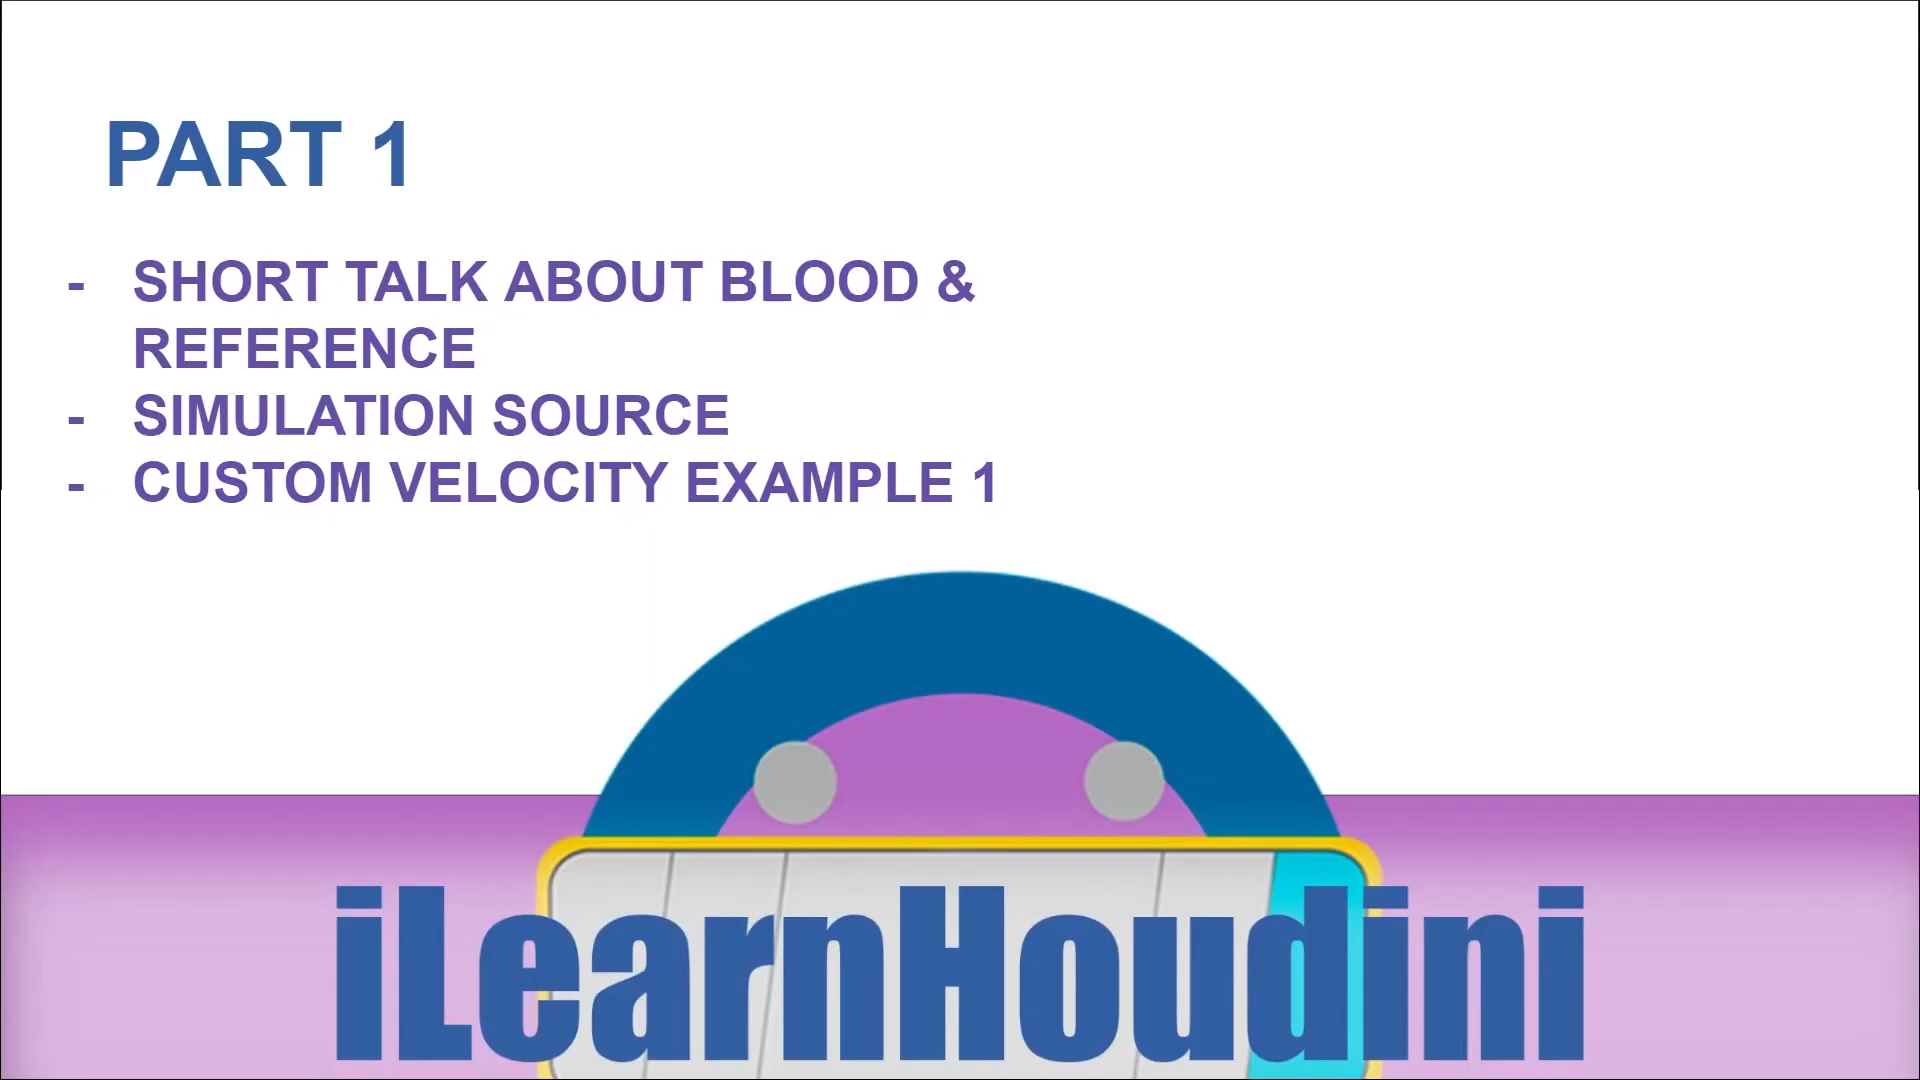 PART 1
- SHORT TALK ABOUT BLOOD &
REFERENCE
- SIMULATION SOURCE
- CUSTOM VELOCITY EXAMPLE 1
iLearnHoudini